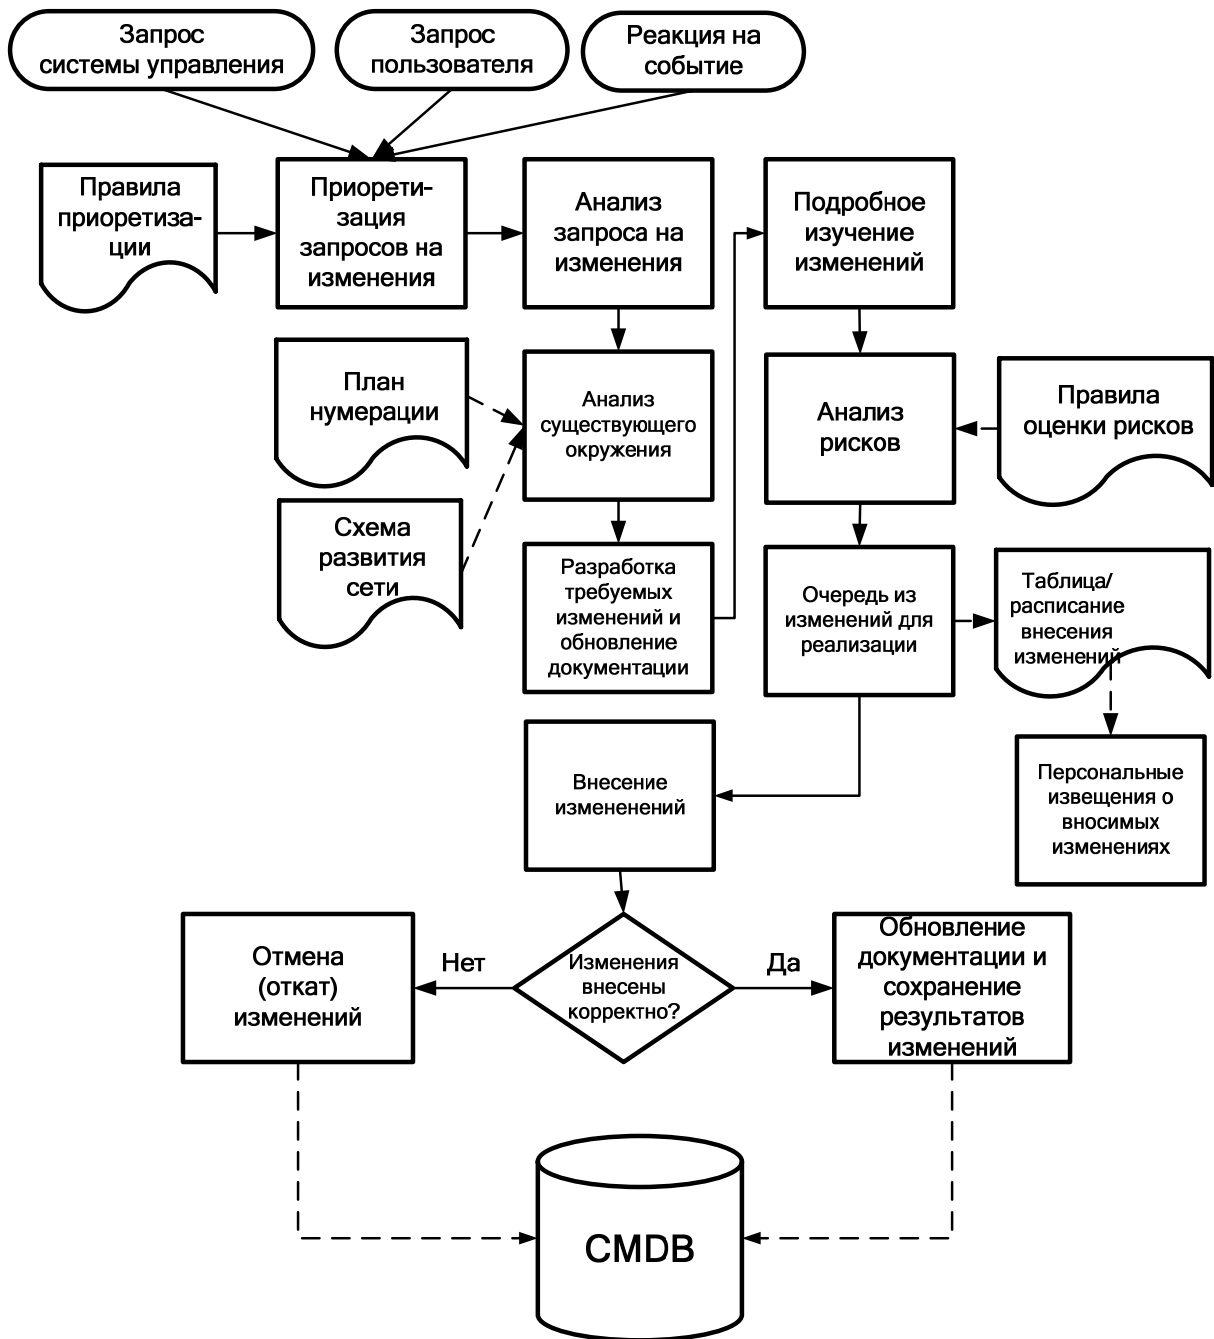 Запрос
системы управления
Запрос
пользователя
Реакция на
событие
Правила
приоретиза-
ции
Приорети-
зация
запросов на
изменения
Анализ
запроса на
изменения
Подробное
изучение
изменений
План
нумерации
Анализ
существующего
окружения
Анализ
рисков
Правила
оценки рисков
Схема
развития
сети
Разработка
требуемых
изменений и
обновление
документации
Очередь из
изменений для
реализации
Таблица/
расписание
внесения
изменений
Внесение
измененений
Персональные
извещения о
вносимых
изменениях
Отмена
(откат)
изменений
Нет
Изменения
внесены
корректно?
Да
Обновление
документации и
сохранение
результатов
изменений
CMDB